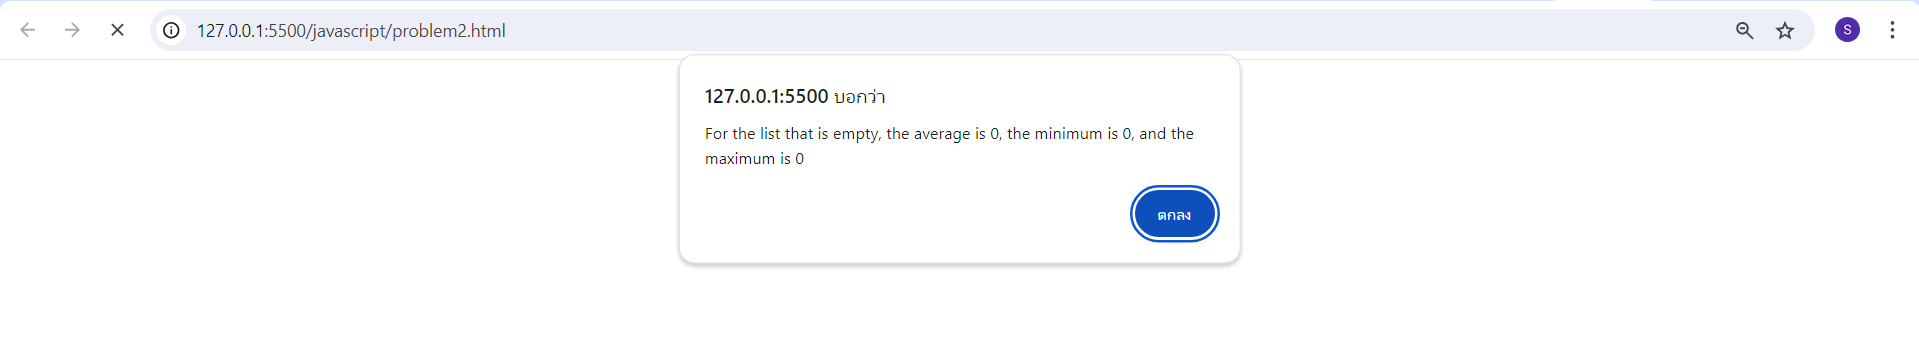 127.0.0.1:5500/javascript/problem2.html
S
127.0.0.1:5500 บอกว่า
For the list that is empty, the average is 0, the minimum is 0, and the
maximum is 0
ตกลง